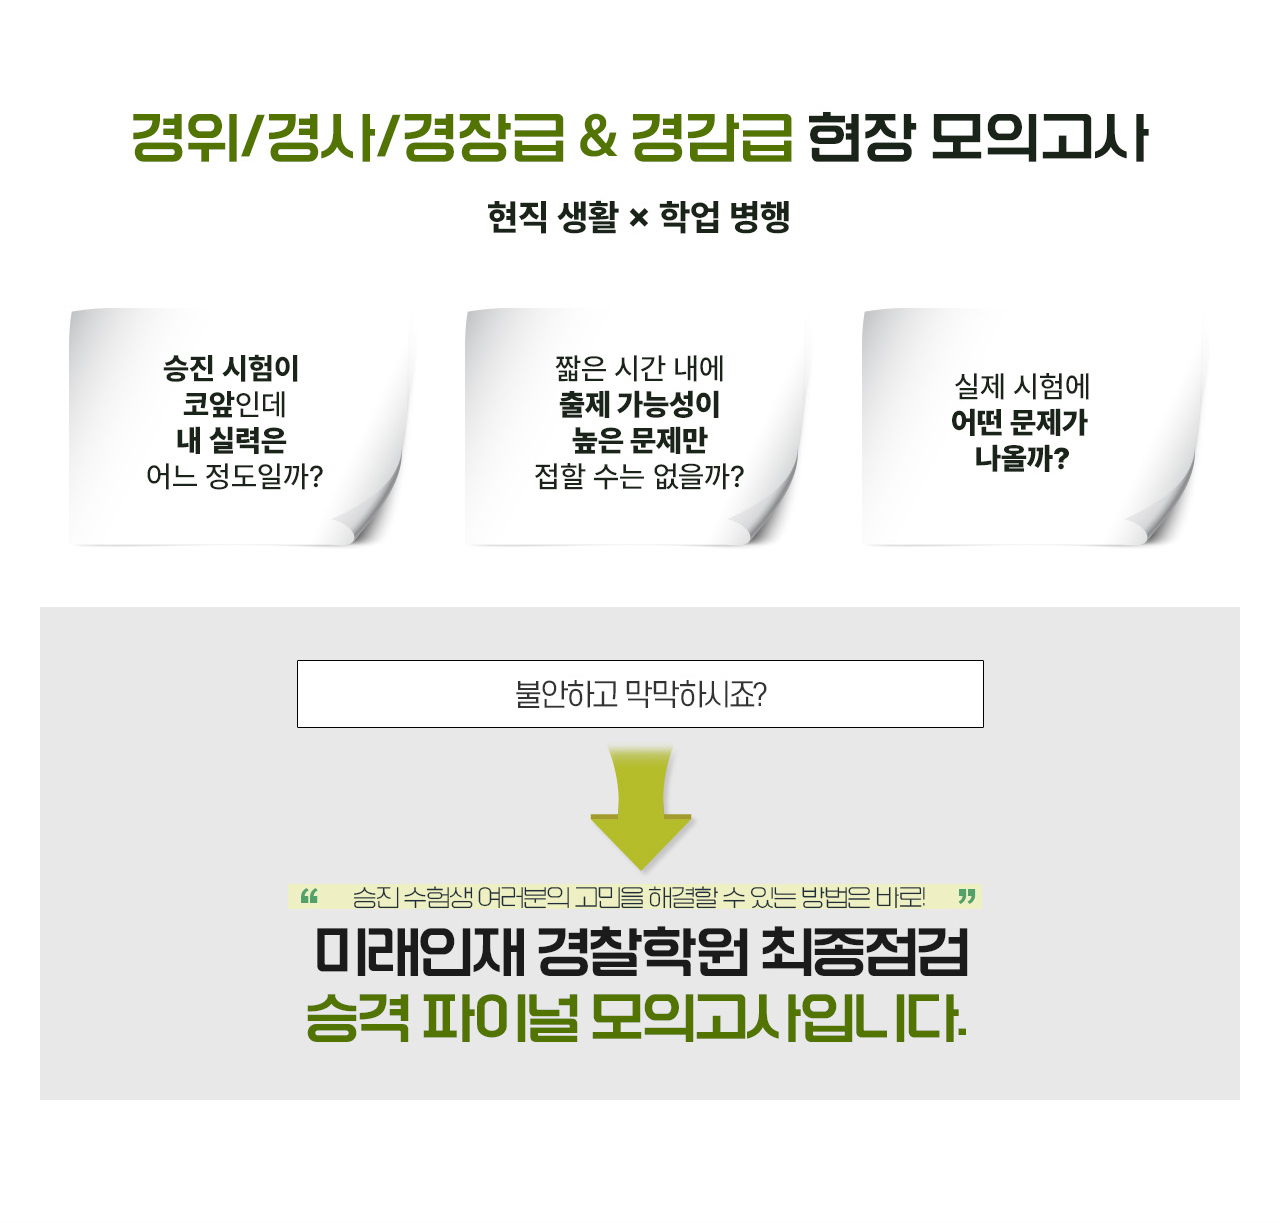 경위/경사/경장급 & 경감급 현장 모의고사
현직 생활 × 학업 병행
승진 시험이
코앞인데
내 실력은
어느 정도일까?
짧은 시간 내에
출제 가능성이
높은 문제만
접할 수는 없을까?
실제 시험에
어떤 문제가
나올까?
불안하고 막막하시죠?
“ 승진 수험생 여러분의 고민을 해결할 수 있는 방법은 바로! ”
미래인재 경찰학원 최종점검
승격 파이널 모의고사입니다.